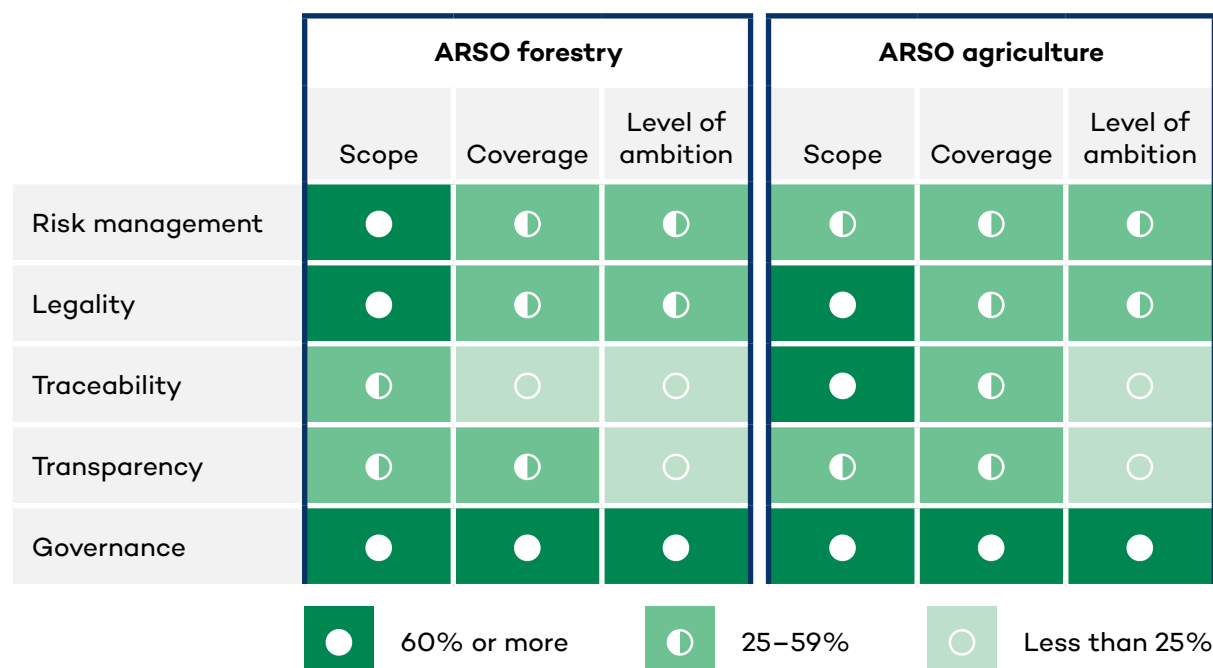 ARSO forestry
ARSO agriculture
Scope
Coverage
Level of
ambition
Scope
Coverage
Level of
ambition
Risk management
Legality
Traceability
Transparency
Governance
60% or more
25–59%
Less than 25%